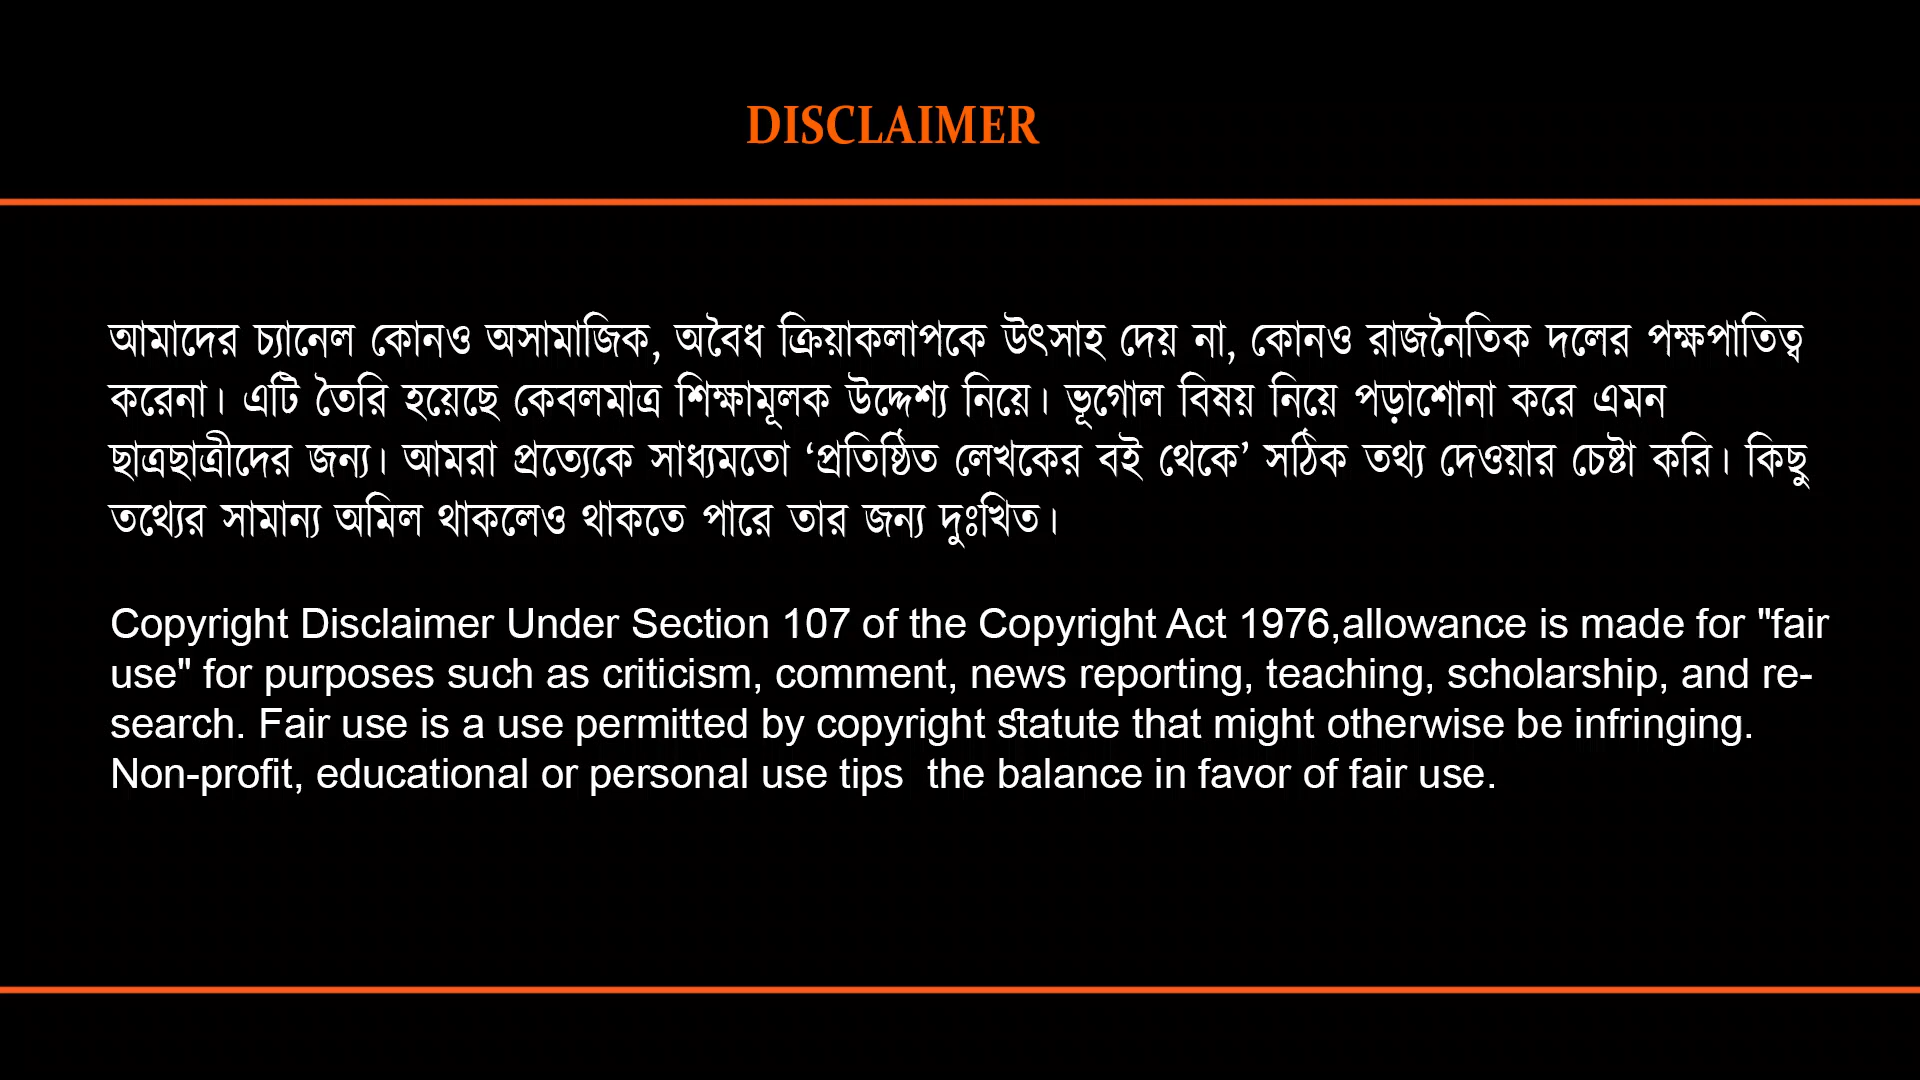 DISCLAIMER
আমাদের চ্যানেল কোনও অসামাজিক, অবৈধ ক্রিয়াকলাপকে উৎসাহ দেয় না, কোনও রাজনৈতিক দলের পক্ষপাতিত্ব
করেনা। এটি তৈরি হয়েছে কেবলমাত্র শিক্ষামূলক উদ্দেশ্য নিয়ে। ভূগোল বিষয় নিয়ে পড়াশোনা করে এমন
ছাত্রছাত্রীদের জন্য। আমরা প্রত্যেকে সাধ্যমতো ‘প্রতিষ্ঠিত লেখকের বই থেকে’ সঠিক তথ্য দেওয়ার চেষ্টা করি। কিছু
তথ্যের সামান্য অমিল থাকলেও থাকতে পারে তার জন্য দুঃখিত।
Copyright Disclaimer Under Section 107 of the Copyright Act 1976,allowance is made for "fair
use" for purposes such as criticism, comment, news reporting, teaching, scholarship, and re-
search. Fair use is a use permitted by copyright statute that might otherwise be infringing.
Non-profit, educational or personal use tips  the balance in favor of fair use.